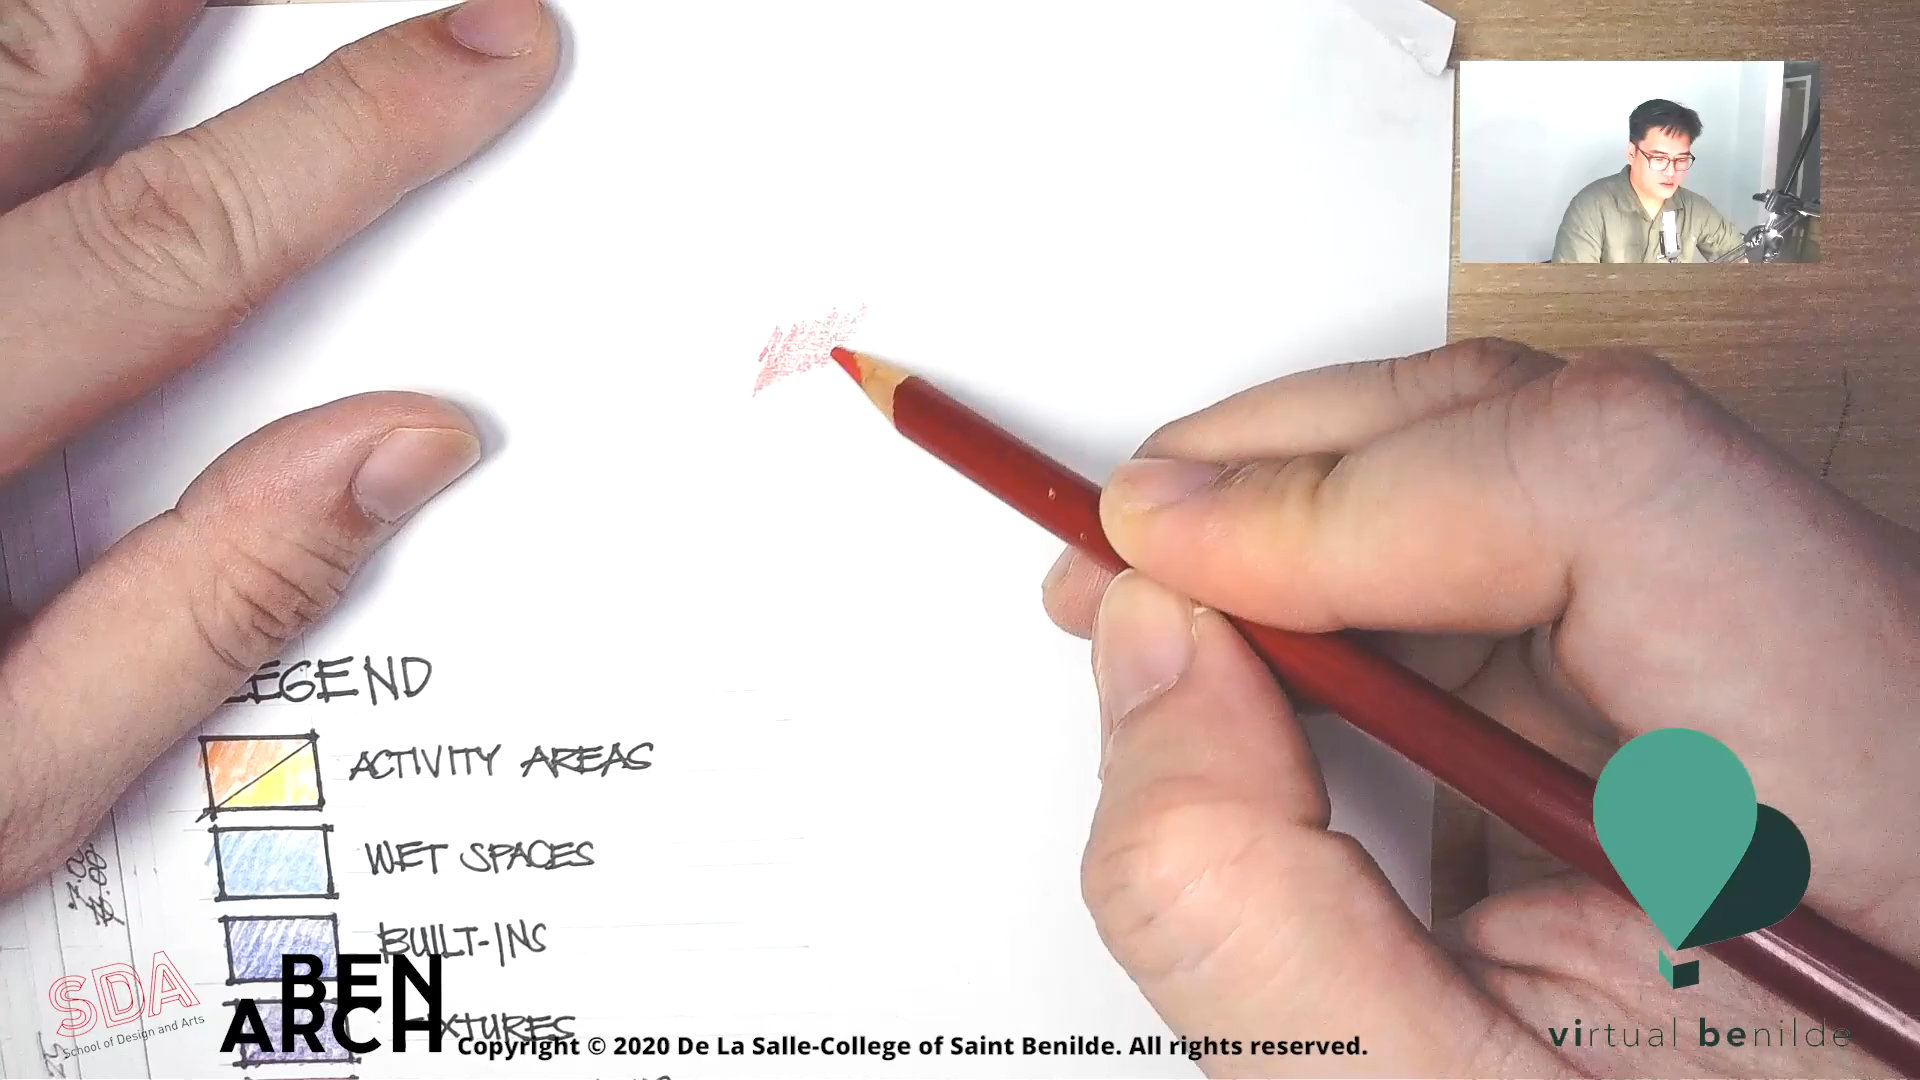 LEGEND
ACTIVITY AREAS
WET SPACES
BUILT-INS
SDA
School of Design and Arts
BEN
ARCH
Copyright © 2020 De La Salle-College of Saint Benilde. All rights reserved.
virtual benilde